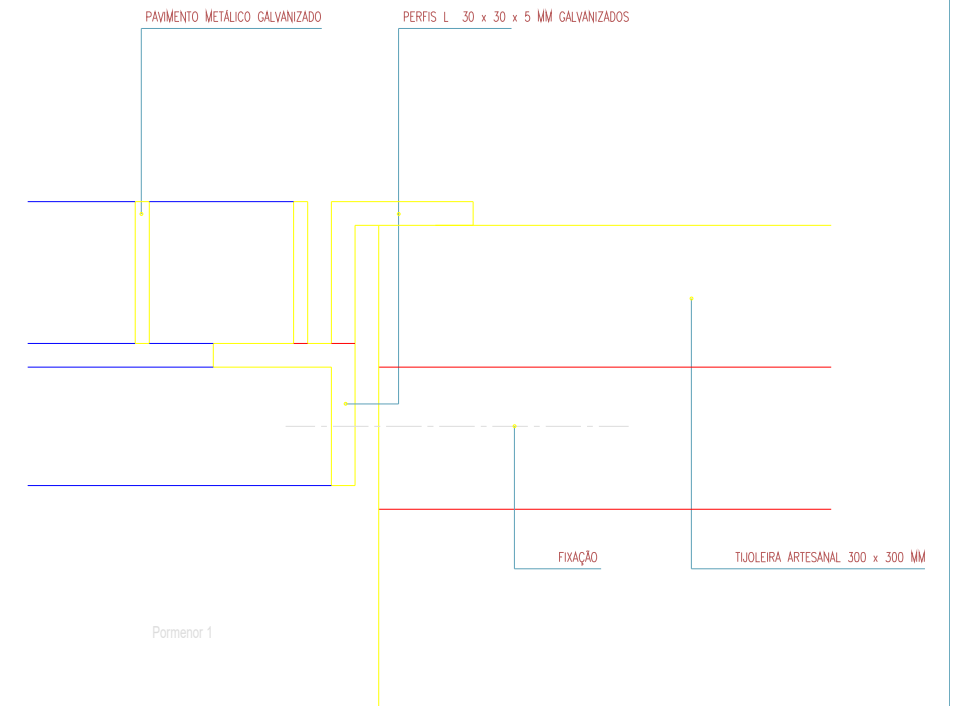 PAVIMENTO METÁLICO GALVANIZADO
PERFIS L 30 x 30 x 5 MM GALVANIZADOS
FIXAÇÃO
TIJOLEIRA ARTESANAL 300 x 300 MM
Pormenor 1